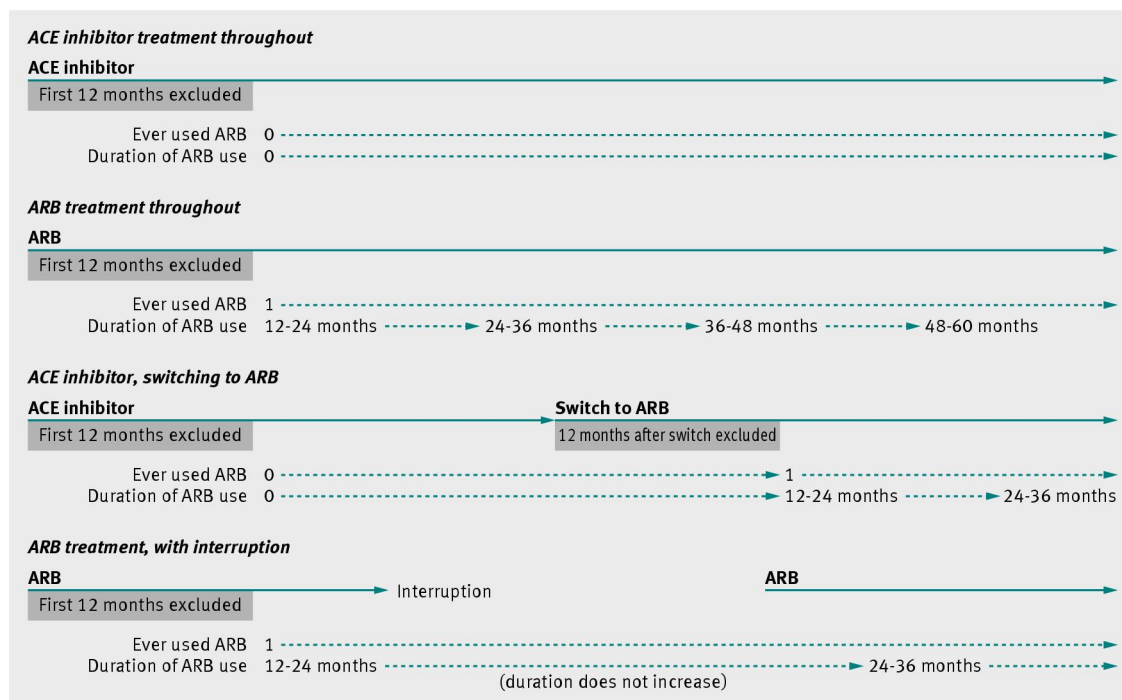 ACE inhibitor treatment throughout
ACE inhibitor
First 12 months excluded
Ever used ARB 0
Duration of ARB use 0
ARB treatment throughout
ARB
First 12 months excluded
Ever used ARB 1
Duration of ARB use 12-24 months 24-36 months 36-48 months 48-60 months
ACE inhibitor, switching to ARB
ACE inhibitor Switch to ARB
First 12 months excluded 12 months after switch excluded
Ever used ARB 0 1
Duration of ARB use 0 12-24 months 24-36 months
ARB treatment, with interruption
ARB ARB
Interruption
First 12 months excluded
Ever used ARB 1
Duration of ARB use 12-24 months 24-36 months
(duration does not increase)